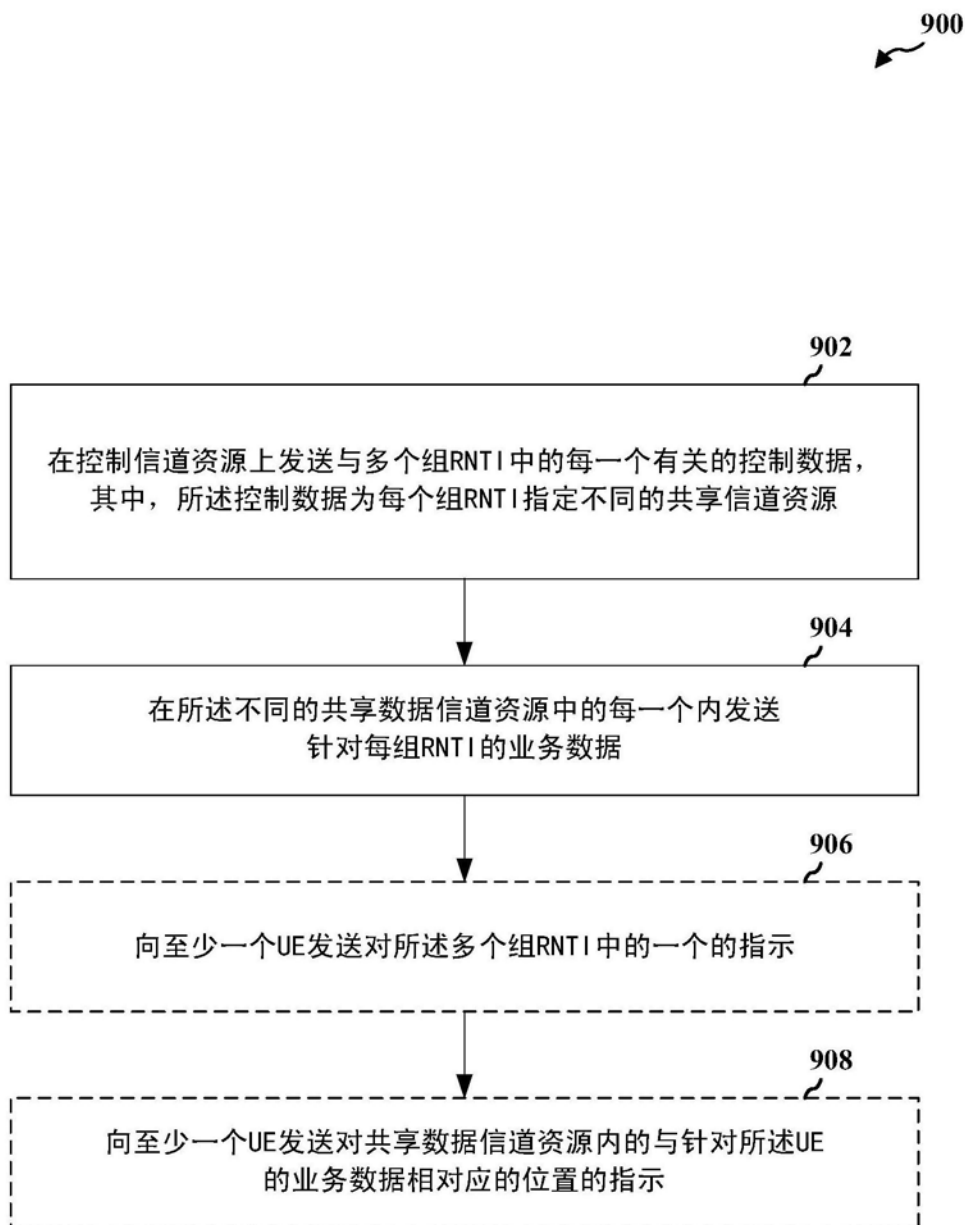 900
902
在控制信道资源上发送与多个组RNTI中的每一个有关的控制数据，
其中，所述控制数据为每个组RNTI指定不同的共享信道资源
904
在所述不同的共享数据信道资源中的每一个内发送
针对每组RNTI的业务数据
906
向至少一个UE发送对所述多个组RNTI中的一个的指示
908
向至少一个UE发送对共享数据信道资源内的与针对所述UE
的业务数据相对应的位置的指示